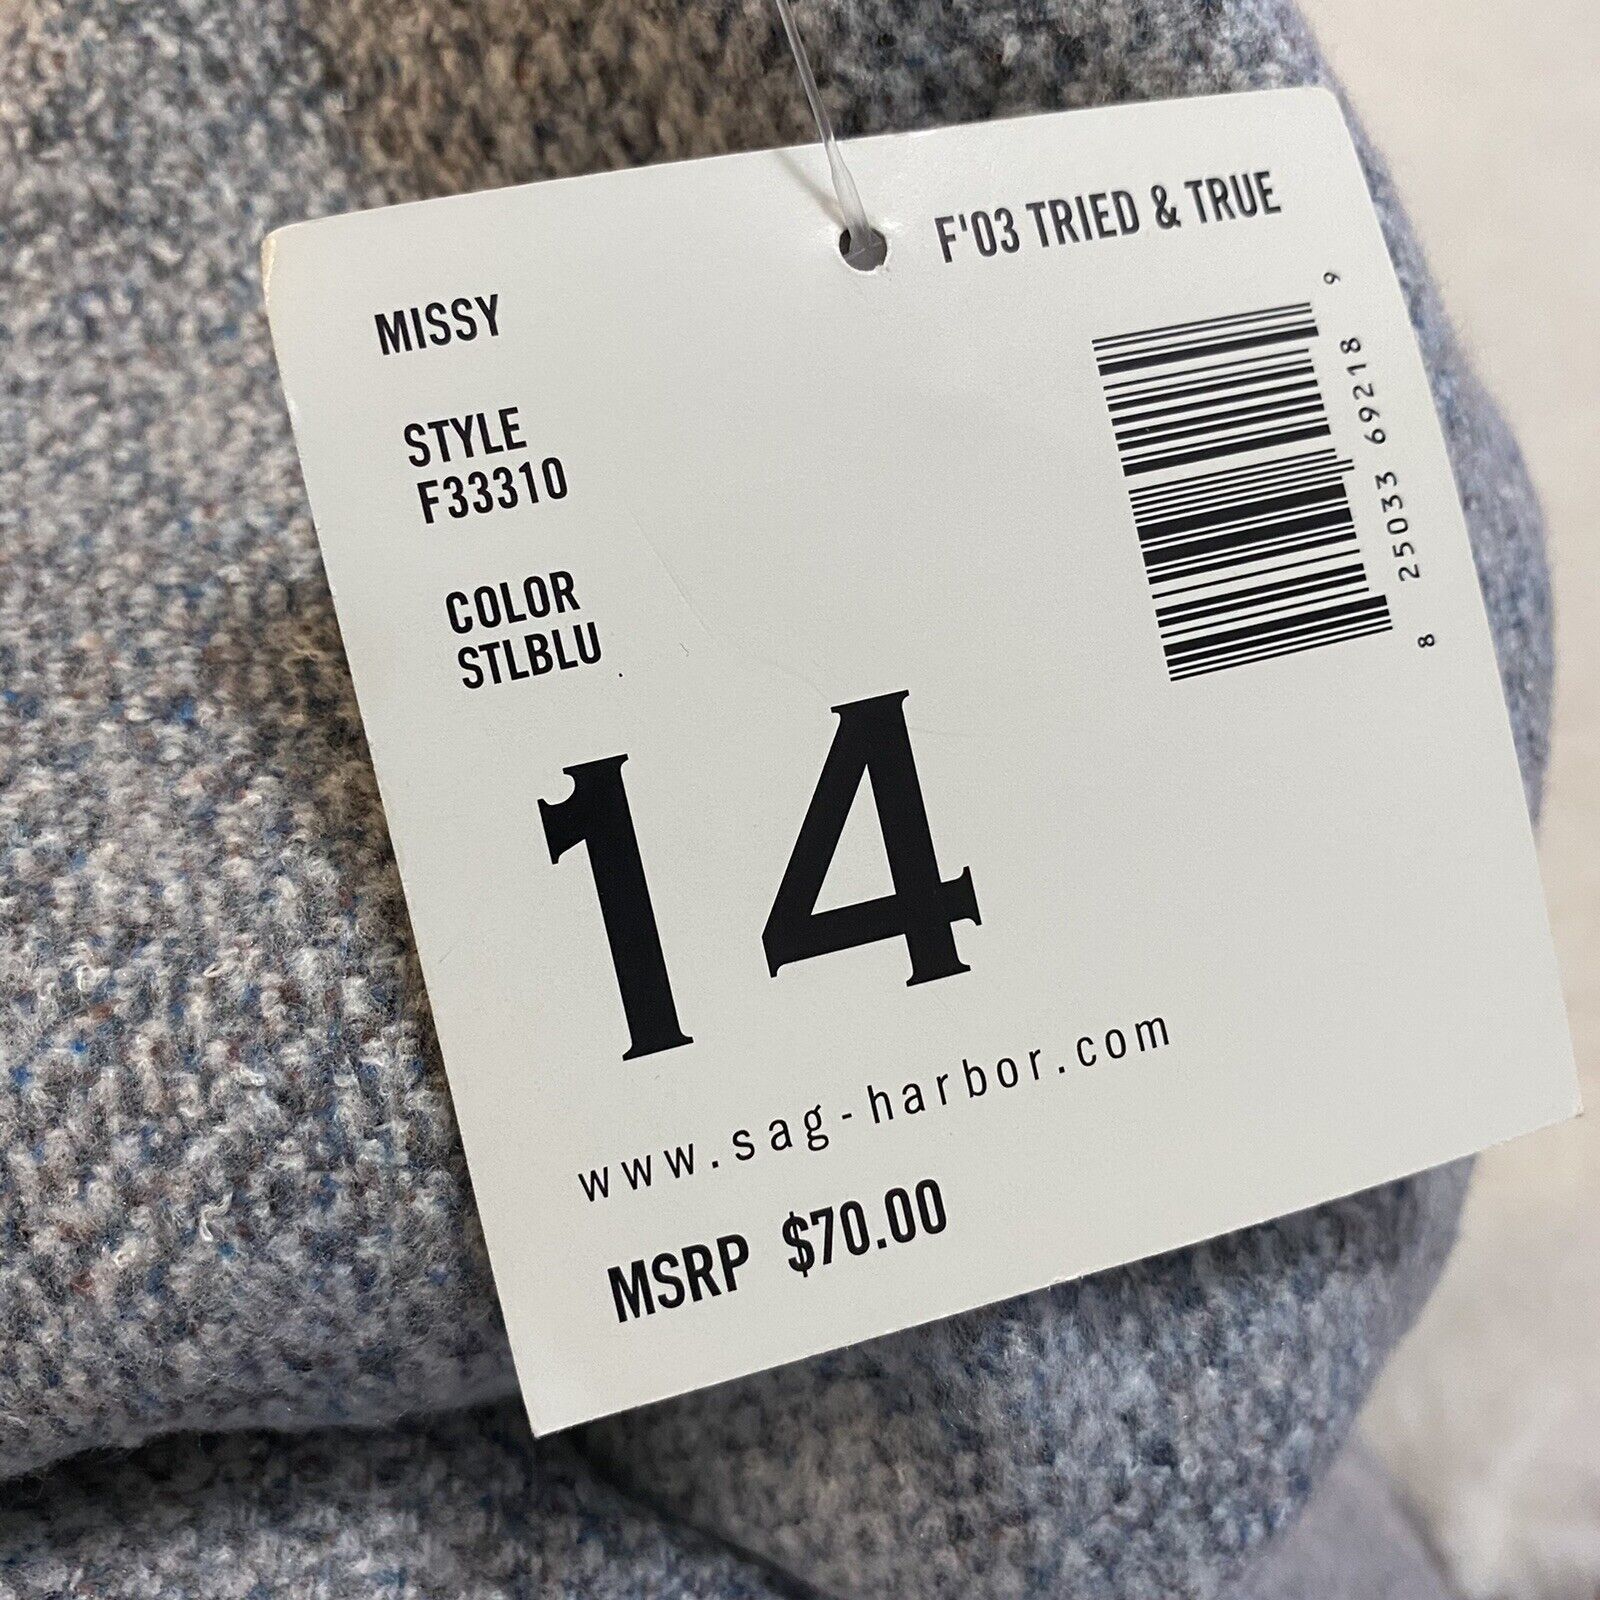 F'03 TRIED & TRUE
MISSY
STYLE
F33310
COLOR
STLBLU
8 25033 69218 9
14
www.sag-harbor.com
MSRP $70.00